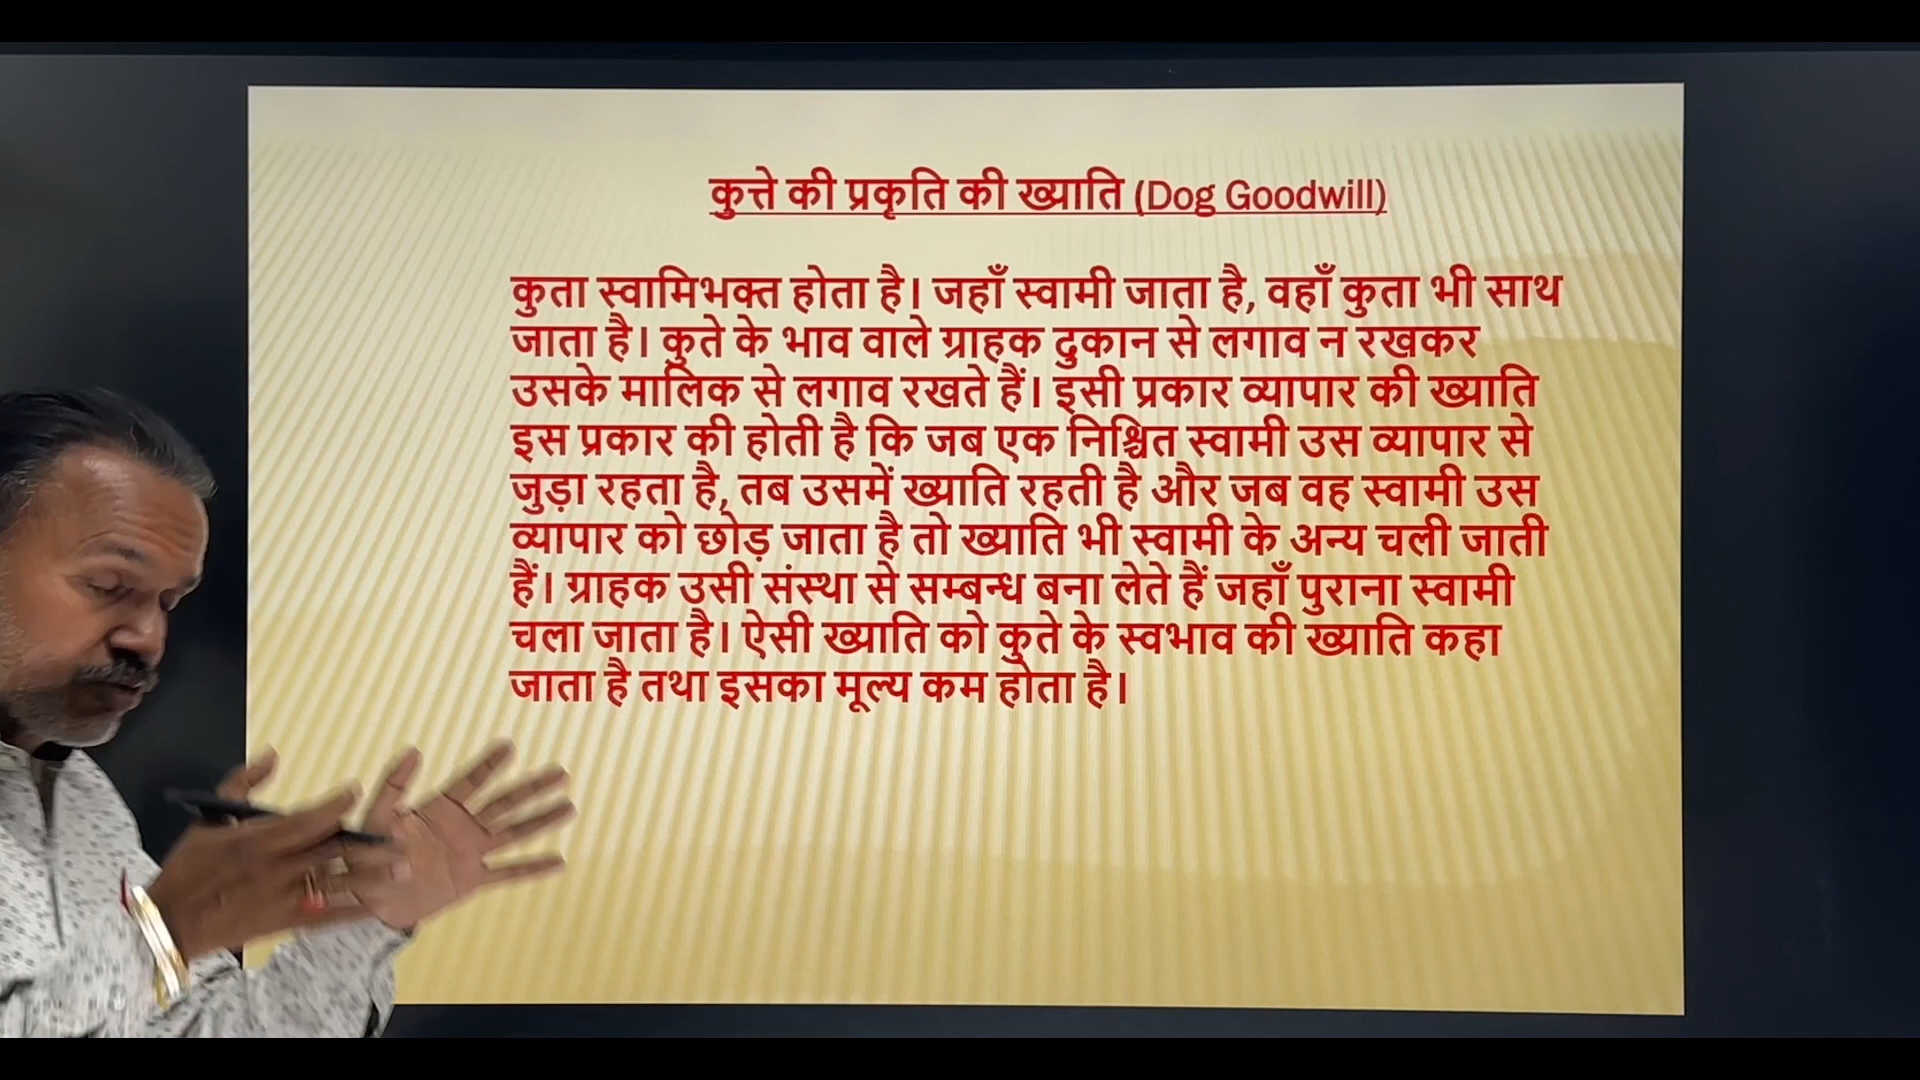 कुत्ते की प्रकृति की ख्याति (Dog Goodwill)
कुता स्वामिभक्त होता है। जहाँ स्वामी जाता है, वहाँ कुता भी साथ
जाता है। कुते के भाव वाले ग्राहक दुकान से लगाव न रखकर
उसके मालिक से लगाव रखते हैं। इसी प्रकार व्यापार की ख्याति
इस प्रकार की होती है कि जब एक निश्चित स्वामी उस व्यापार से
जुड़ा रहता है, तब उसमें ख्याति रहती है और जब वह स्वामी उस
व्यापार को छोड़ जाता है तो ख्याति भी स्वामी के अन्य चली जाती
हैं। ग्राहक उसी संस्था से सम्बन्ध बना लेते हैं जहाँ पुराना स्वामी
चला जाता है। ऐसी ख्याति को कुते के स्वभाव की ख्याति कहा
जाता है तथा इसका मूल्य कम होता है।